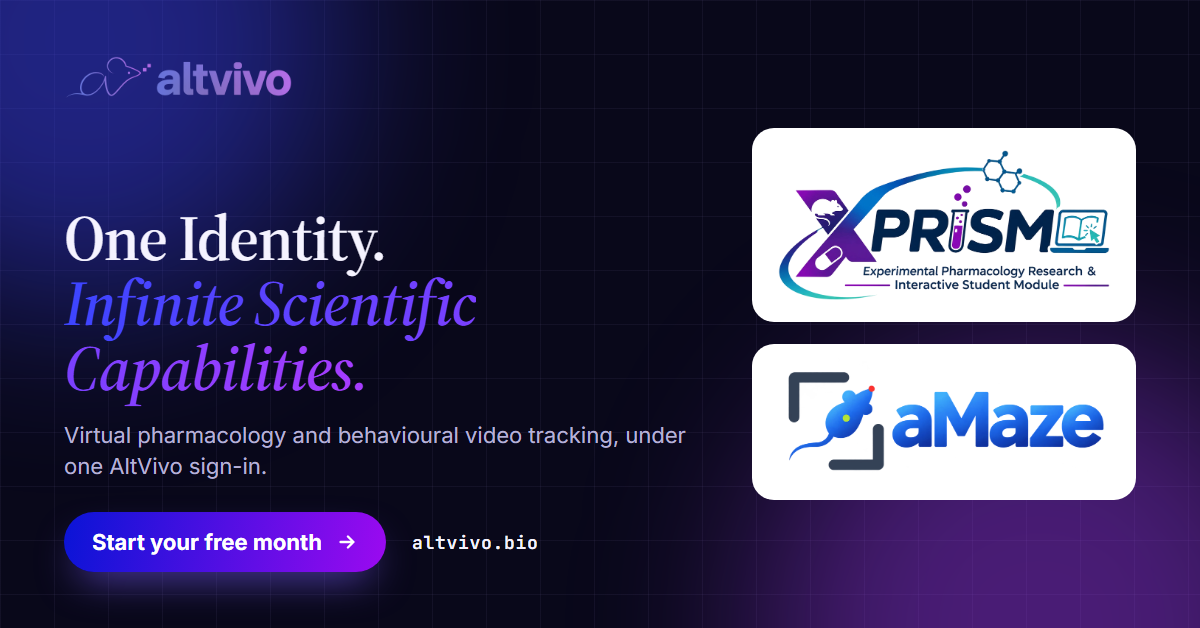 altvivo
One Identity.
Infinite Scientific
Capabilities.
Virtual pharmacology and behavioural video tracking, under
one AltVivo sign-in.
Start your free month →
altvivo.bio
XPRISM
Experimental Pharmacology Research &
Interactive Student Module
aMaze